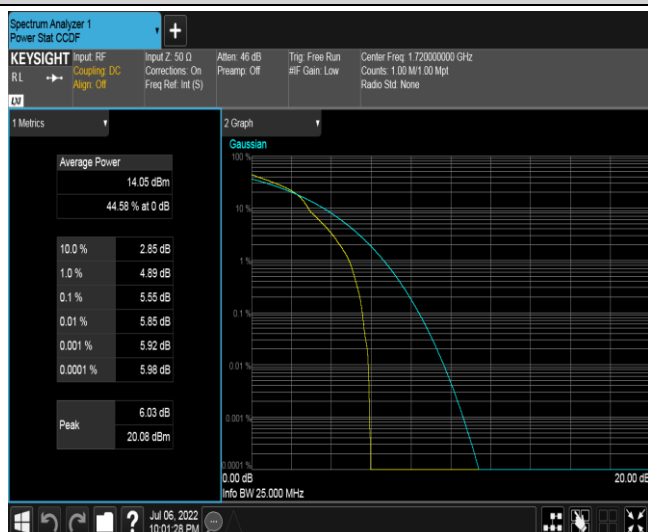 Spectrum Analyzer 1
Power Stat CCDF
+
KEYSIGHT
RL
LXI
Input: RF
Coupling: DC
Align: Off
Input Z: 50 Ω
Corrections: On
Freq Ref: Int (S)
Atten: 46 dB
Preamp: Off
Trig: Free Run
#IF Gain: Low
Center Freq: 1.720000000 GHz
Counts: 1.00 M/1.00 Mpt
Radio Std: None
1 Metrics
Average Power
14.05 dBm
44.58 % at 0 dB
10.0 % 2.85 dB
1.0 % 4.89 dB
0.1 % 5.55 dB
0.01 % 5.85 dB
0.001 % 5.92 dB
0.0001 % 5.98 dB
Peak
6.03 dB
20.08 dBm
2 Graph
Gaussian
100 %
10 %
1 %
0.1 %
0.01 %
0.001 %
0.0001 %
0.00 dB 20.00 dB
Info BW 25.000 MHz
?
Jul 06, 2022
10:01:28 PM